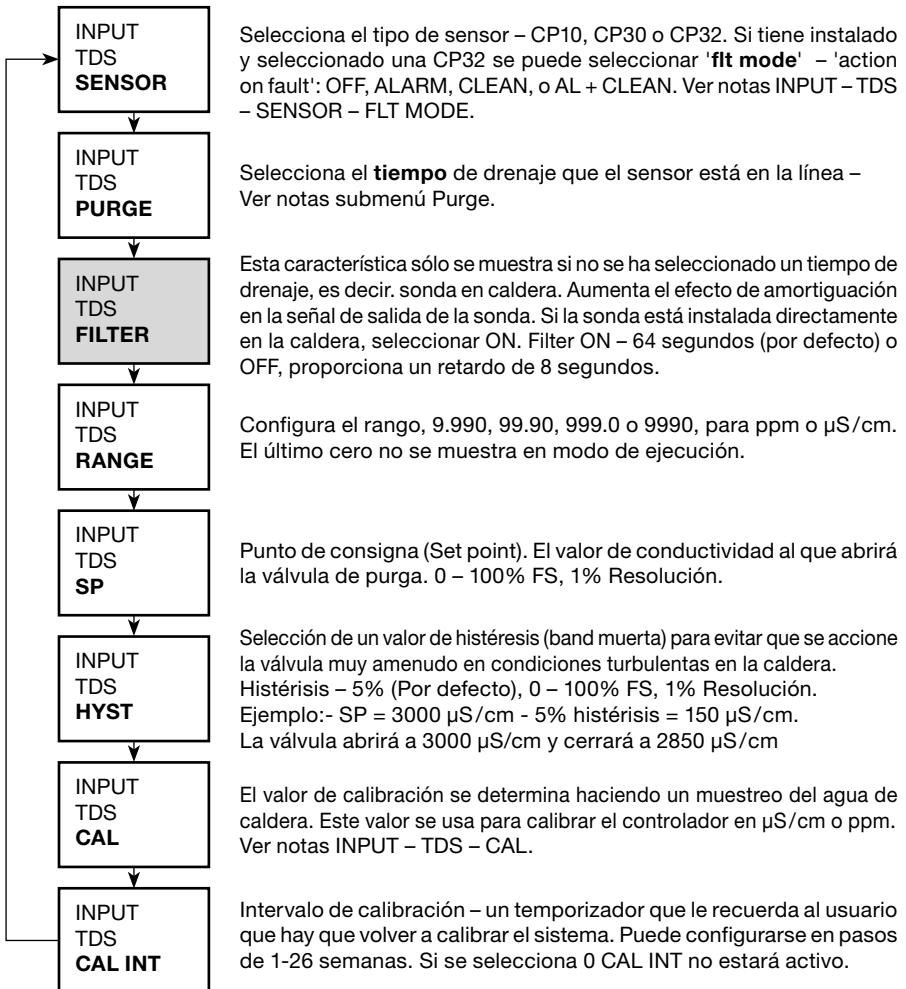 INPUT
TDS
SENSOR
Selecciona el tipo de sensor – CP10, CP30 o CP32. Si tiene instalado
y seleccionado una CP32 se puede seleccionar 'flt mode' – 'action
on fault': OFF, ALARM, CLEAN, o AL + CLEAN. Ver notas INPUT – TDS
– SENSOR – FLT MODE.
INPUT
TDS
PURGE
Selecciona el tiempo de drenaje que el sensor está en la línea –
Ver notas submenú Purge.
INPUT
TDS
FILTER
Esta característica sólo se muestra si no se ha seleccionado un tiempo de
drenaje, es decir. sonda en caldera. Aumenta el efecto de amortiguación
en la señal de salida de la sonda. Si la sonda está instalada directamente
en la caldera, seleccionar ON. Filter ON – 64 segundos (por defecto) o
OFF, proporciona un retardo de 8 segundos.
INPUT
TDS
RANGE
Configura el rango, 9.990, 99.90, 999.0 o 9990, para ppm o µS/cm.
El último cero no se muestra en modo de ejecución.
INPUT
TDS
SP
Punto de consigna (Set point). El valor de conductividad al que abrirá
la válvula de purga. 0 – 100% FS, 1% Resolución.
INPUT
TDS
HYST
Selección de un valor de histéresis (band muerta) para evitar que se accione
la válvula muy amenudo en condiciones turbulentas en la caldera.
Histérisis – 5% (Por defecto), 0 – 100% FS, 1% Resolución.
Ejemplo:- SP = 3000 µS/cm - 5% histérisis = 150 µS/cm.
La válvula abrirá a 3000 µS/cm y cerrará a 2850 µS/cm
INPUT
TDS
CAL
El valor de calibración se determina haciendo un muestreo del agua de
caldera. Este valor se usa para calibrar el controlador en µS/cm o ppm.
Ver notas INPUT – TDS – CAL.
INPUT
TDS
CAL INT
Intervalo de calibración – un temporizador que le recuerda al usuario
que hay que volver a calibrar el sistema. Puede configurarse en pasos
de 1-26 semanas. Si se selecciona 0 CAL INT no estará activo.